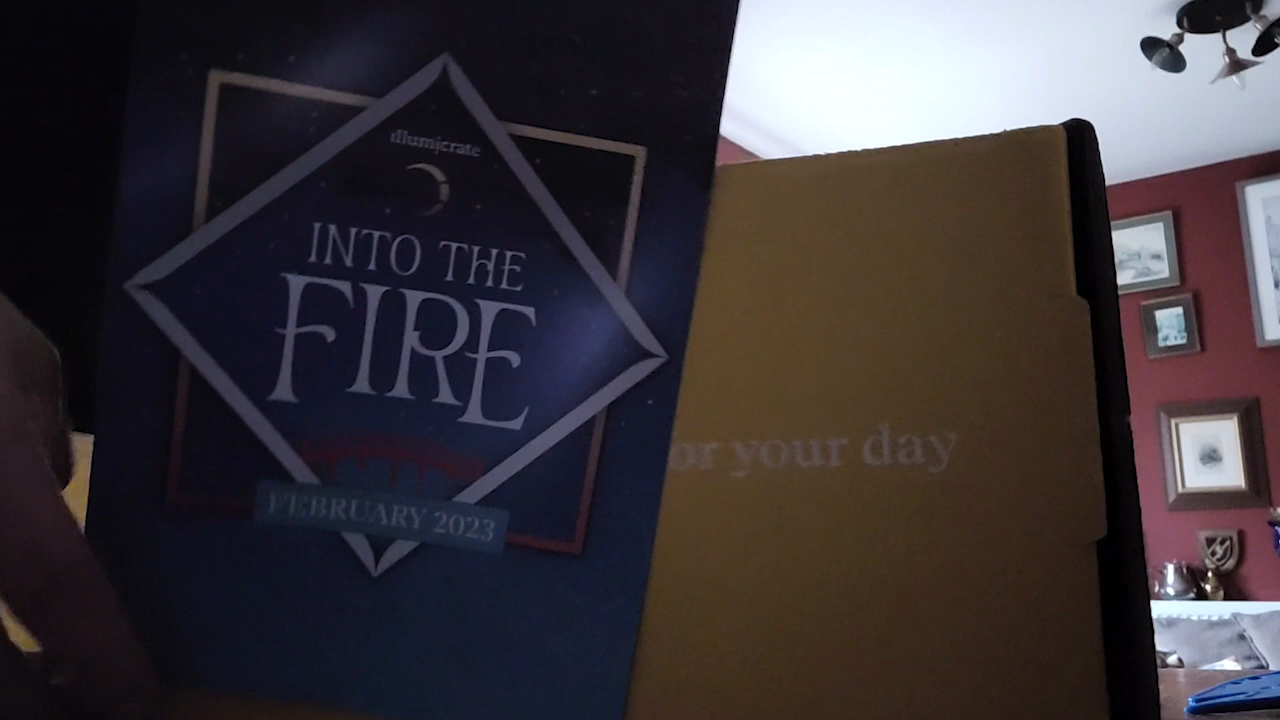 illumicrate
INTO THE
FIRE
FEBRUARY 2023
or your day